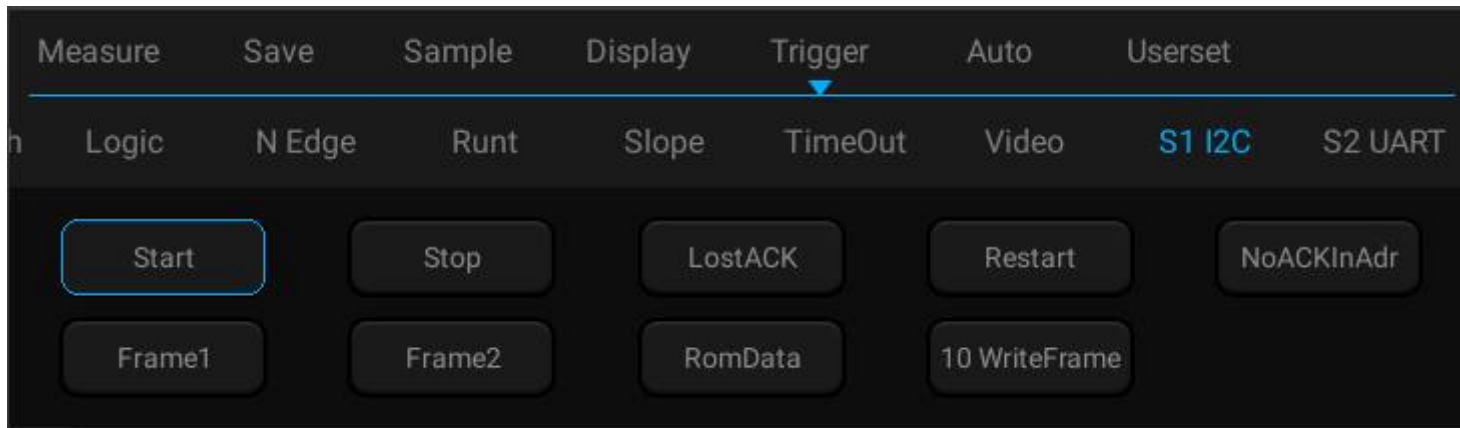 Measure Save Sample Display Trigger Auto Userset
h Logic N Edge Runt Slope TimeOut Video S1 I2C S2 UART
Start Stop LostACK Restart NoACKInAdr
Frame1 Frame2 RomData 10 WriteFrame